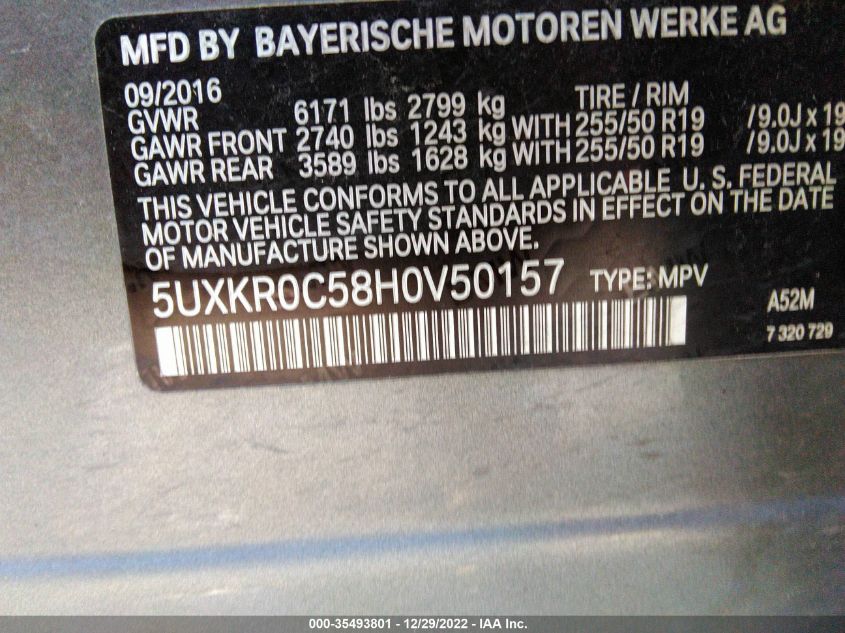 MFD BY BAYERISCHE MOTOREN WERKE AG
09/2016 TIRE / RIM
GVWR 6171 lbs 2799 kg
GAWR FRONT 2740 lbs 1243 kg WITH 255/50 R19 /9.0J x 19
GAWR REAR 3589 lbs 1628 kg WITH 255/50 R19 /9.0J x 19
THIS VEHICLE CONFORMS TO ALL APPLICABLE U. S. FEDERAL
MOTOR VEHICLE SAFETY STANDARDS IN EFFECT ON THE DATE
OF MANUFACTURE SHOWN ABOVE.
5UXKR0C58H0V50157 TYPE: MPV
A52M
7 320 729
000-35493801 - 12/29/2022 - IAA Inc.